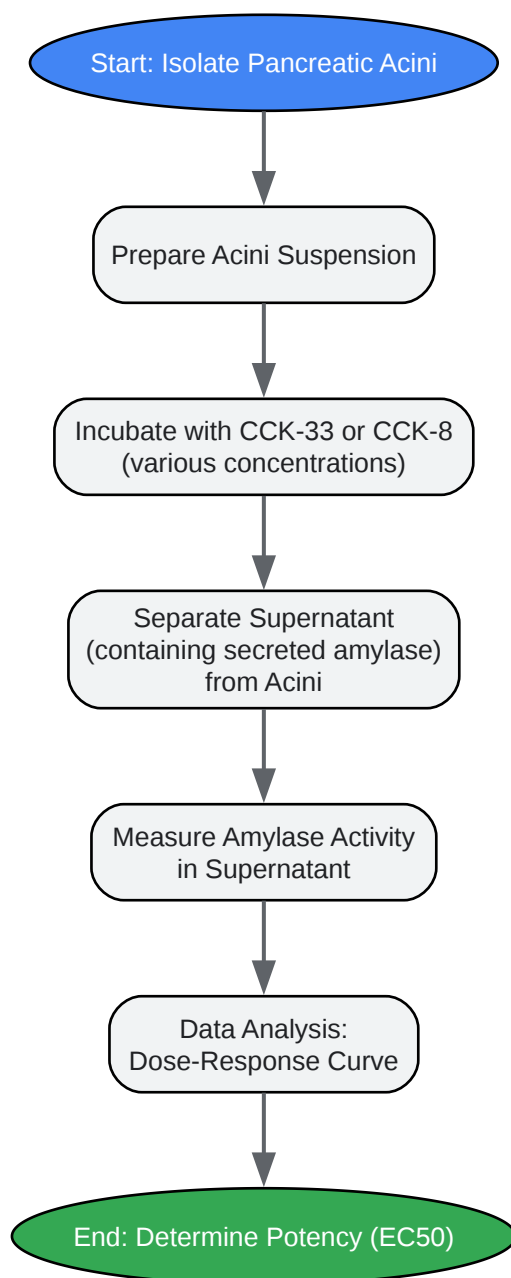 Start: Isolate Pancreatic Acini
Prepare Acini Suspension
Incubate with CCK-33 or CCK-8
(various concentrations)
Separate Supernatant
(containing secreted amylase)
from Acini
Measure Amylase Activity
in Supernatant
Data Analysis:
Dose-Response Curve
End: Determine Potency (EC50)